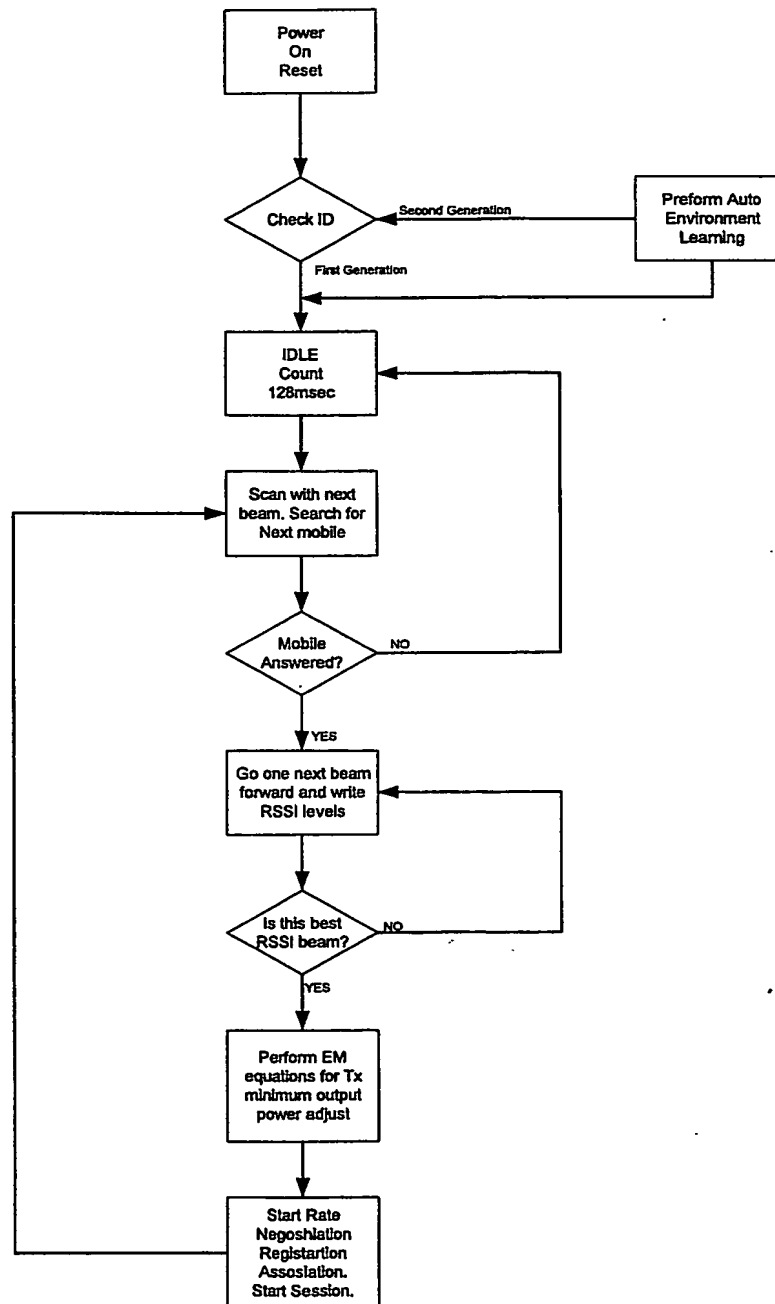 Power
On
Reset
Check ID
Second Generation
Preform Auto
Environment
Learning
First Generation
IDLE
Count
128msec
Scan with next
beam. Search for
Next mobile
Mobile
Answered?
NO
YES
Go one next beam
forward and write
RSSI levels
Is this best
RSSI beam?
NO
YES
Perform EM
equations for Tx
minimum output
power adjust
Start Rate
Negoshiation
Registartion
Assosiation.
Start Session.